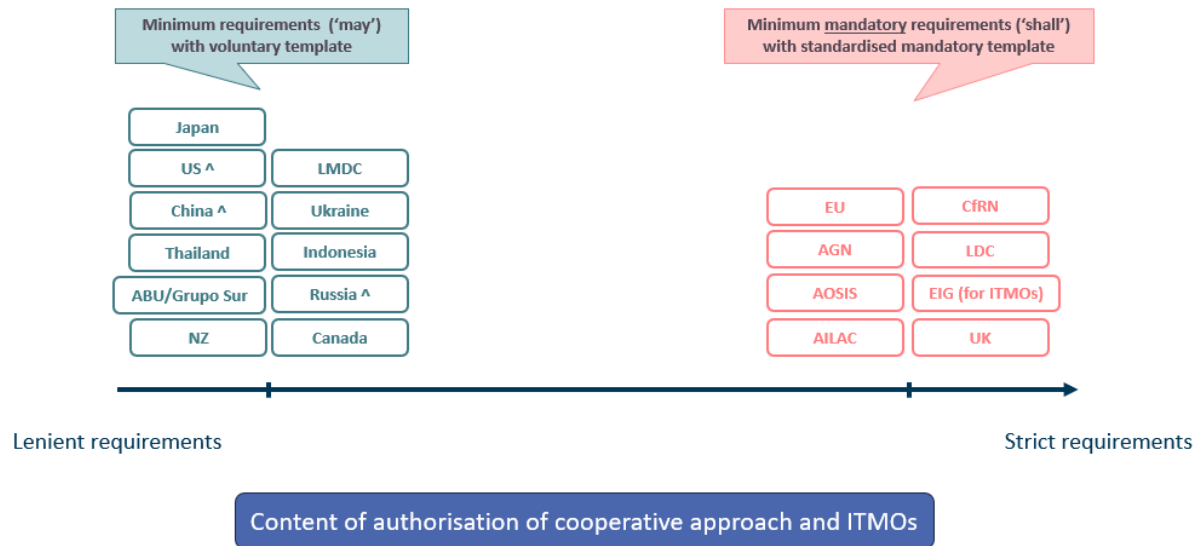 Minimum requirements ('may')
with voluntary template
Minimum mandatory requirements ('shall')
with standardised mandatory template
Japan
US ^
LMDC
China ^
Ukraine
Thailand
Indonesia
ABU/Grupo Sur
Russia ^
NZ
Canada
EU
CfRN
AGN
LDC
AOSIS
EIG (for ITMOs)
AILAC
UK
Lenient requirements
Strict requirements
Content of authorisation of cooperative approach and ITMOs